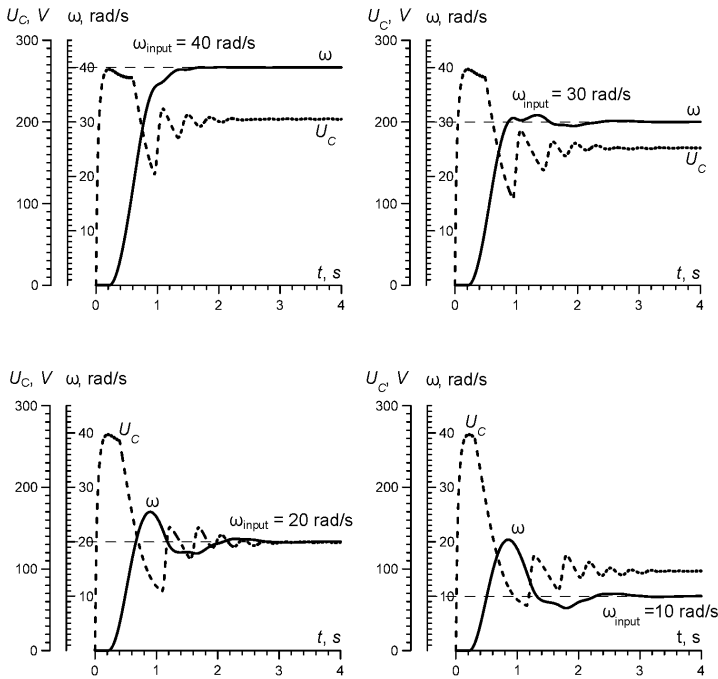 U_C, V ω, rad/s
ω_input = 40 rad/s
300
200
100
0
40
30
20
10
ω
U_C
t, s
0 1 2 3 4
U_C, V ω, rad/s
ω_input = 30 rad/s
300
200
100
0
40
30
20
10
ω
U_C
t, s
0 1 2 3 4
U_C, V ω, rad/s
300
200
100
0
40
30
20
10
U_C
ω
ω_input = 20 rad/s
t, s
0 1 2 3 4
U_C, V ω, rad/s
300
200
100
0
40
30
20
10
U_C
ω
ω_input =10 rad/s
t, s
0 1 2 3 4